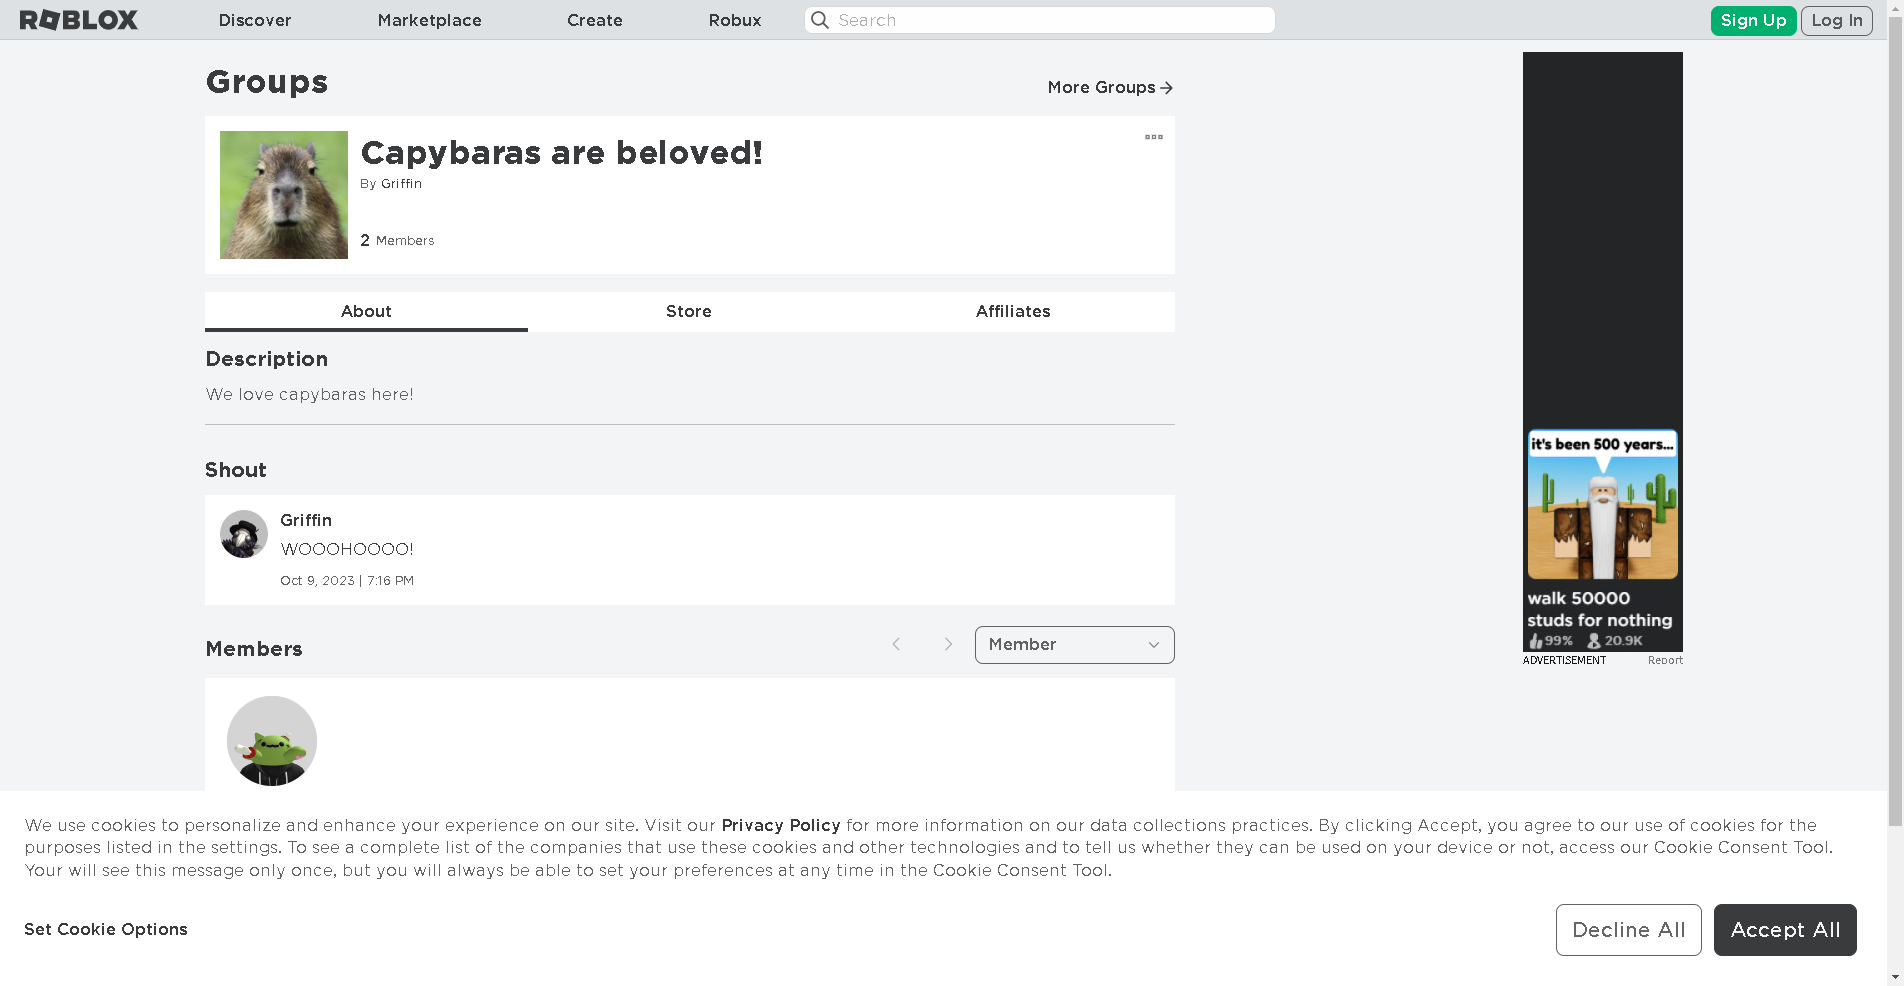 ROBLOX
Discover
Marketplace
Create
Robux
Search
Sign Up
Log In
Groups
More Groups
Capybaras are beloved!
By Griffin
2 Members
About
Store
Affiliates
Description
We love capybaras here!
Shout
Griffin
WOOOHOOOO!
Oct 9, 2023 | 7:16 PM
Members
Member
it's been 500 years...
walk 50000
studs for nothing
99% 20.9K
ADVERTISEMENT
Report
We use cookies to personalize and enhance your experience on our site. Visit our Privacy Policy for more information on our data collections practices. By clicking Accept, you agree to our use of cookies for the
purposes listed in the settings. To see a complete list of the companies that use these cookies and other technologies and to tell us whether they can be used on your device or not, access our Cookie Consent Tool.
Your will see this message only once, but you will always be able to set your preferences at any time in the Cookie Consent Tool.
Set Cookie Options
Decline All
Accept All